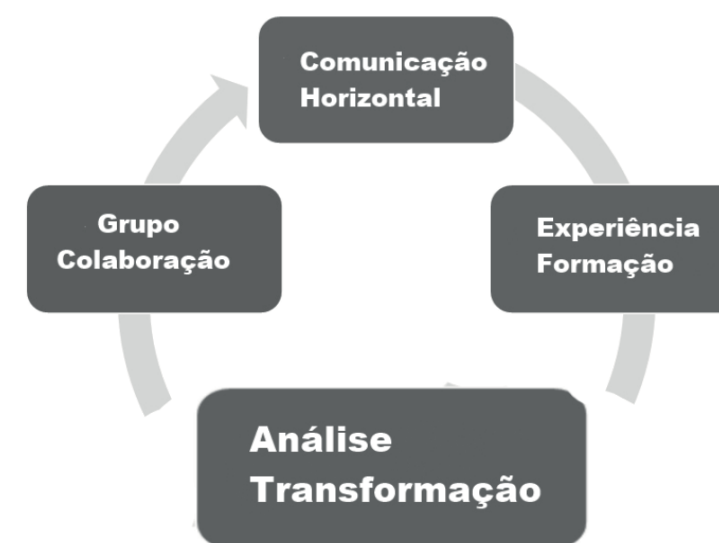 Comunicação
Horizontal
Grupo
Colaboração
Experiência
Formação
Análise
Transformação